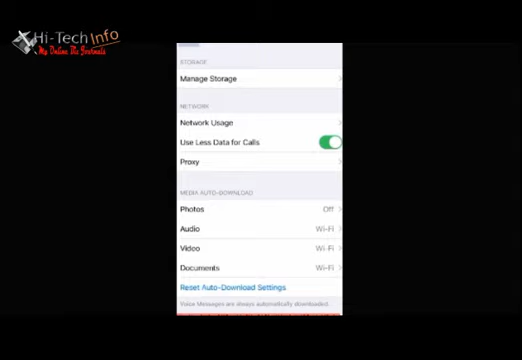 Hi-Tech Info
My Online Biz Journals
STORAGE
Manage Storage
NETWORK
Network Usage
Use Less Data for Calls
Proxy
MEDIA AUTO-DOWNLOAD
Photos Off
Audio Wi-Fi
Video Wi-Fi
Documents Wi-Fi
Reset Auto-Download Settings
Voice Messages are always automatically downloaded.